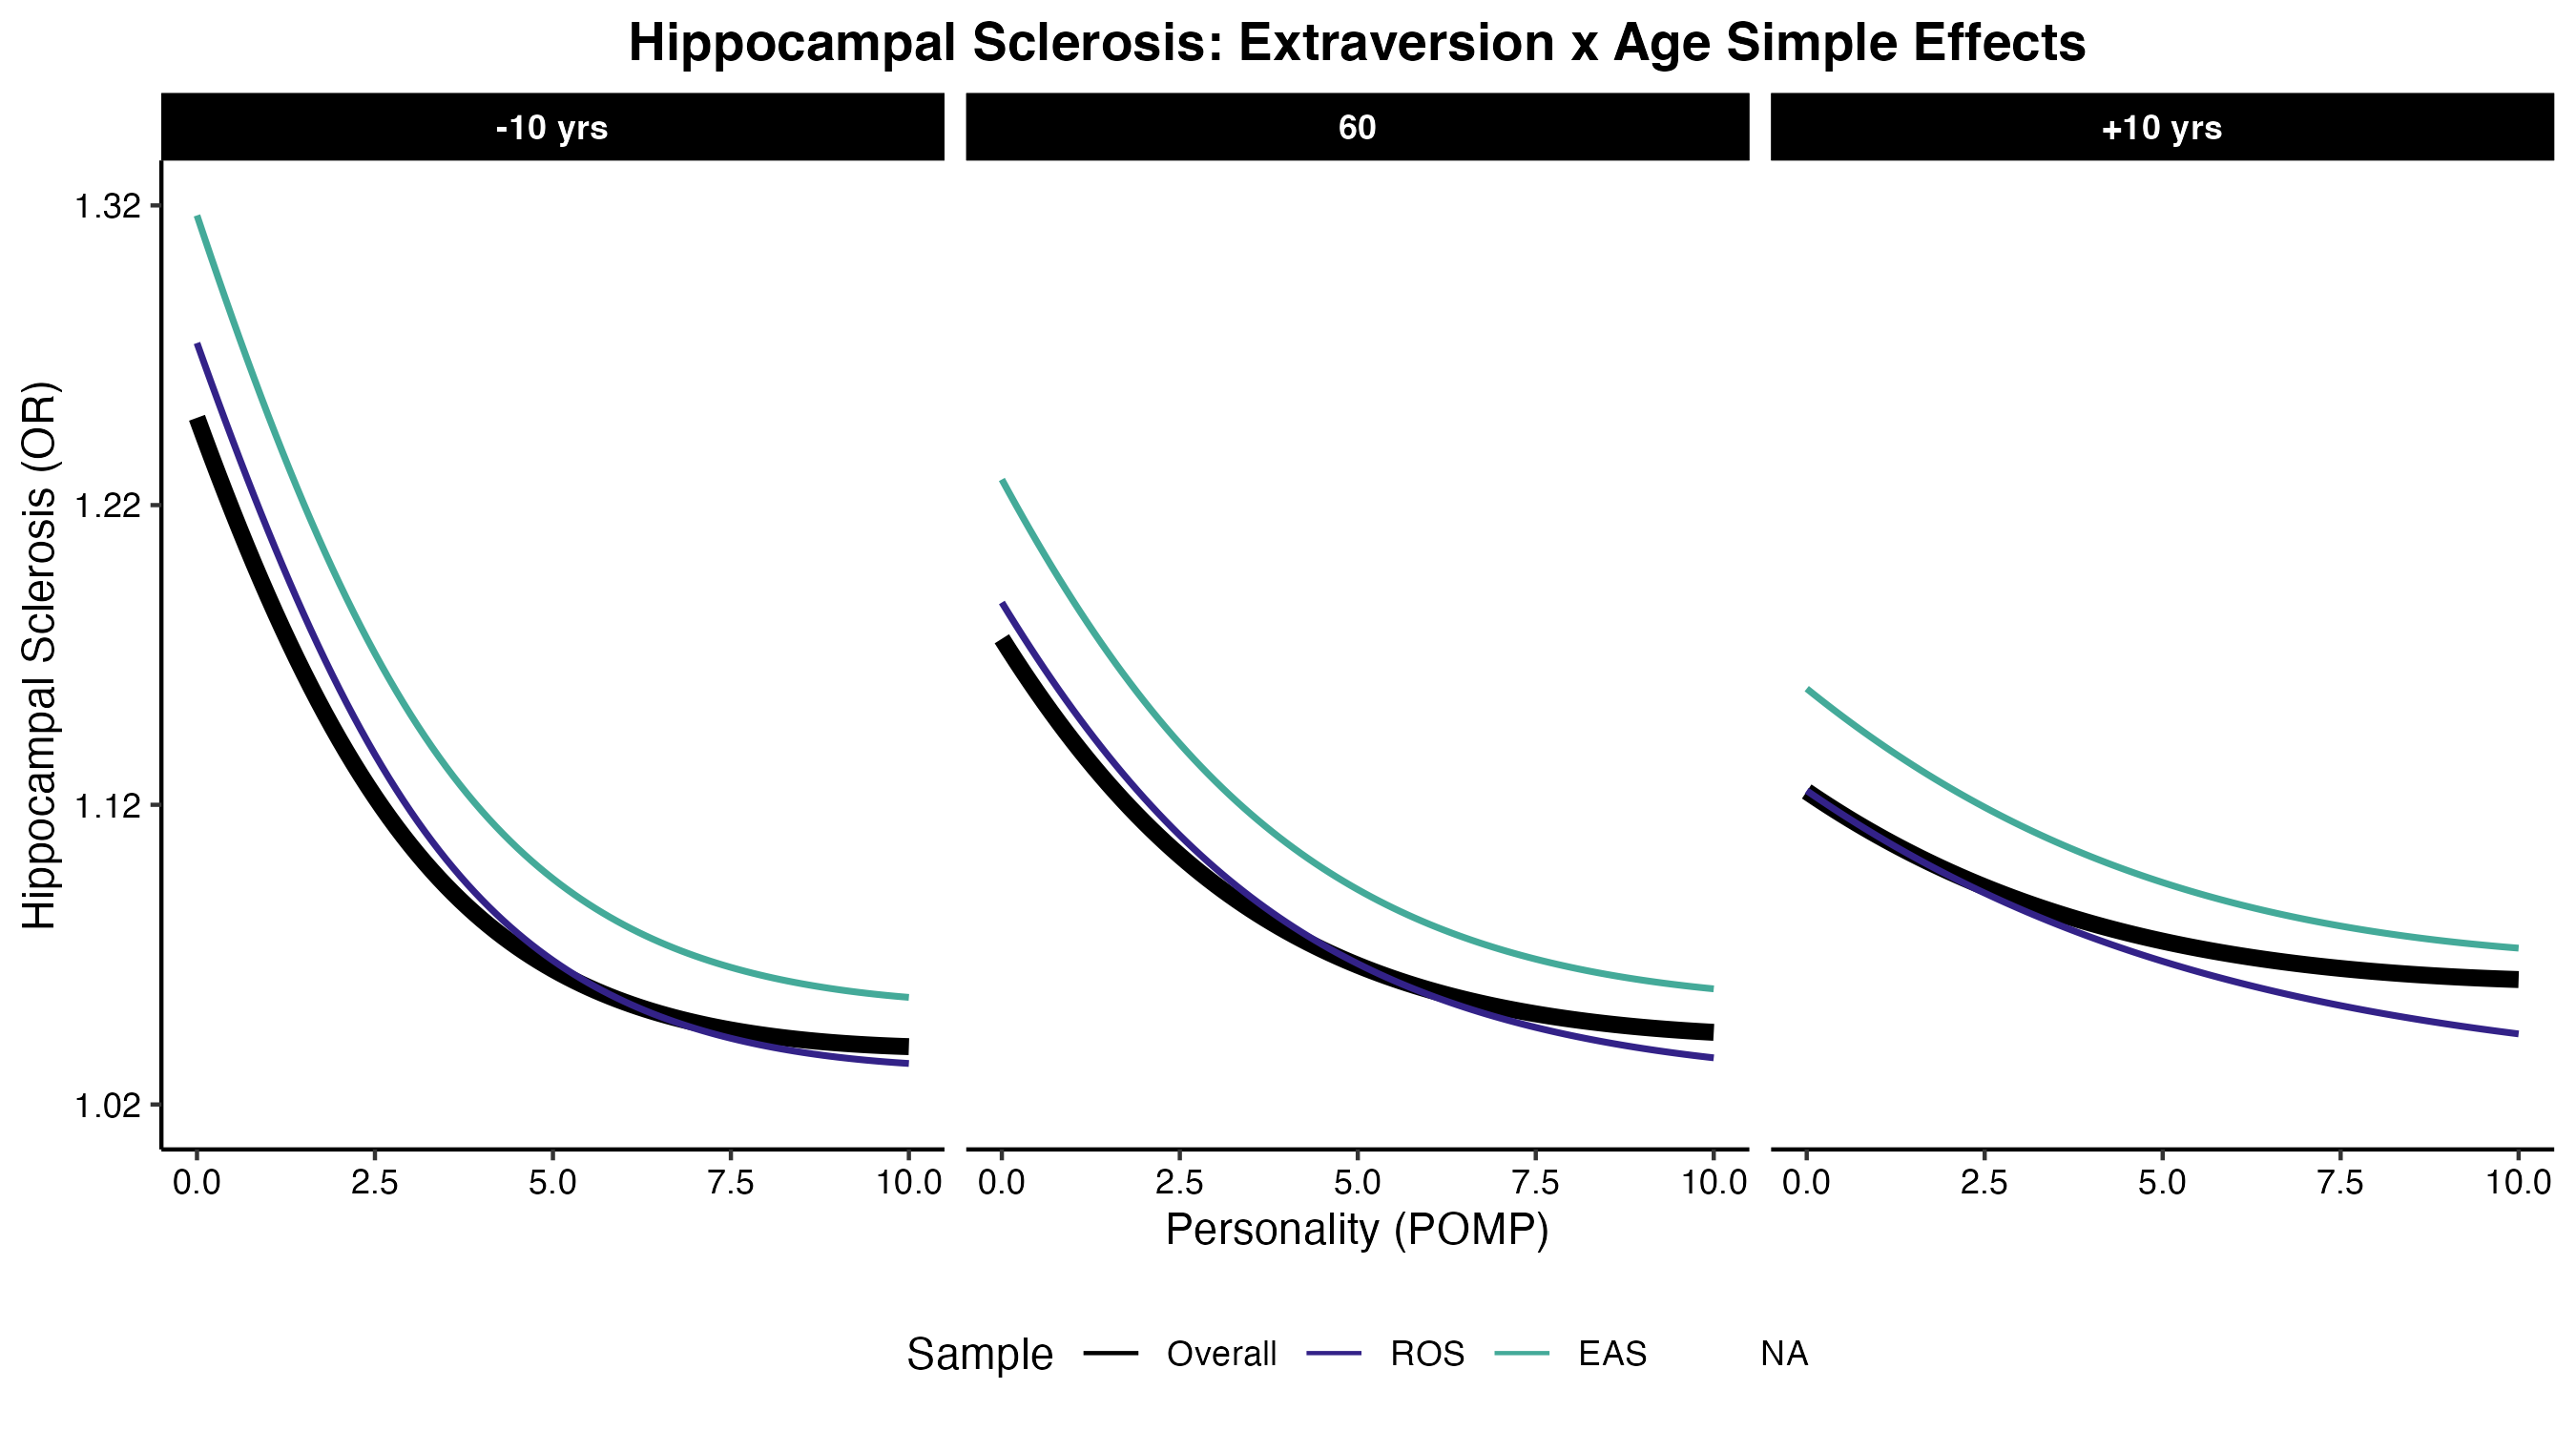 Hippocampal Sclerosis: Extraversion x Age Simple Effects
-10 yrs
60
+10 yrs
Hippocampal Sclerosis (OR)
1.32
1.22
1.12
1.02
0.0 2.5 5.0 7.5 10.0
0.0 2.5 5.0 7.5 10.0
0.0 2.5 5.0 7.5 10.0
Personality (POMP)
Sample Overall ROS EAS NA